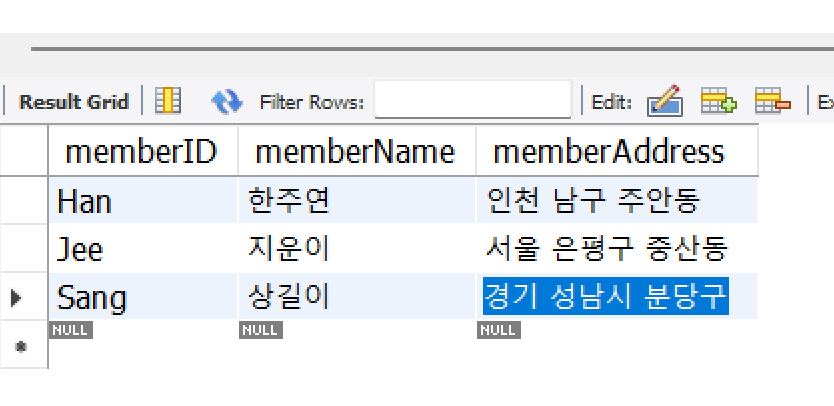 Result Grid Filter Rows: Edit: Ex
memberID memberName memberAddress
Han 한주연 인천 남구 주안동
Jee 지운이 서울 은평구 중산동
Sang 상길이 경기 성남시 분당구
NULL NULL NULL